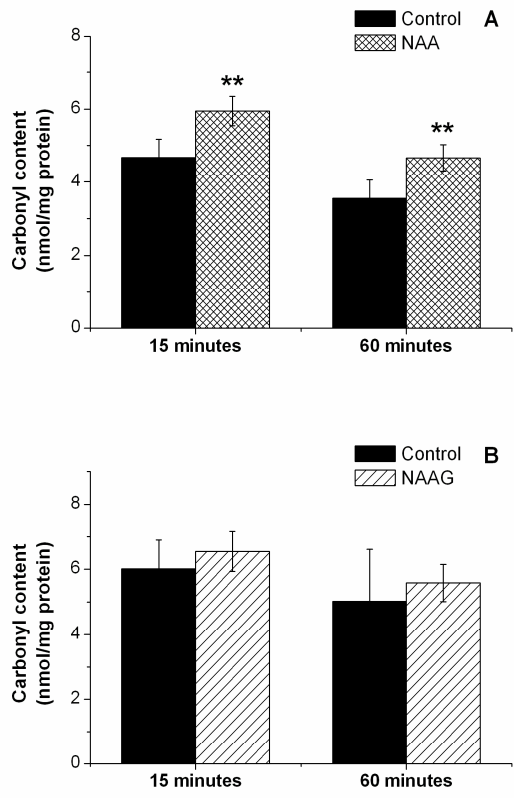 Control A
NAA
8
6
4
2
0
Carbonyl content
(nmol/mg protein)
**
**
15 minutes 60 minutes
Control B
NAAG
8
6
4
2
0
Carbonyl content
(nmol/mg protein)
15 minutes 60 minutes